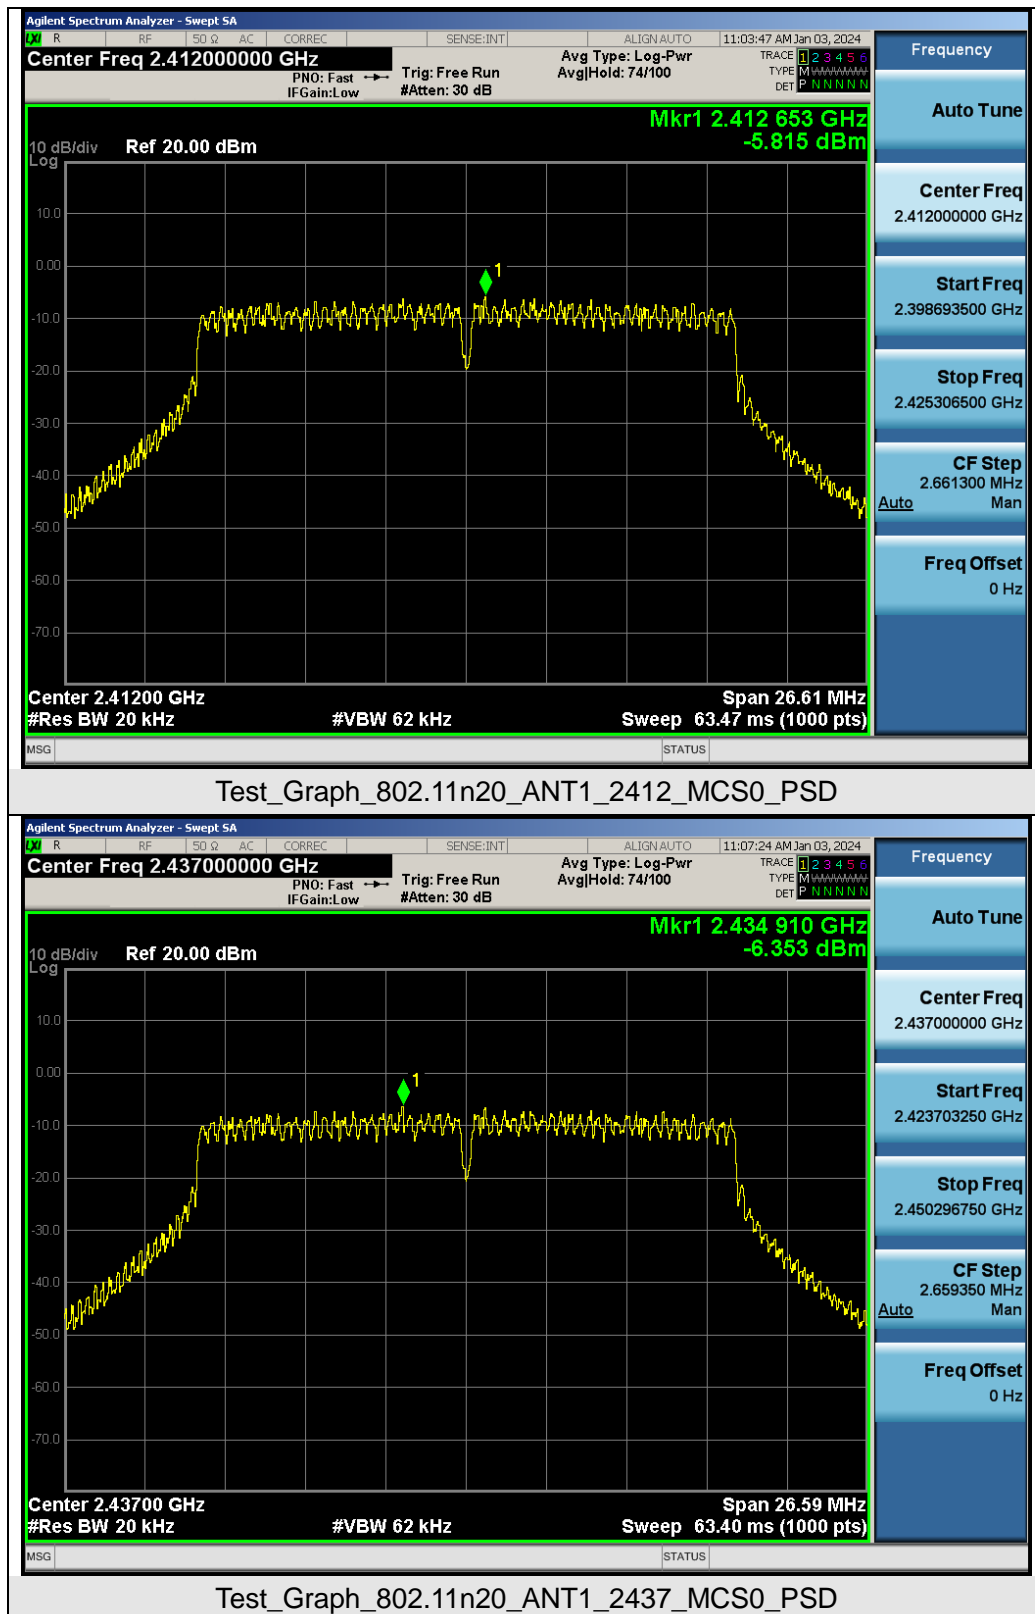 Agilent Spectrum Analyzer - Swept SA
LXI R RF 50 Ω AC CORREC SENSE:INT ALIGN AUTO 11:03:47 AM Jan 03, 2024
Center Freq 2.412000000 GHz
PNO: Fast
IFGain:Low
Trig: Free Run
#Atten: 30 dB
Avg Type: Log-Pwr
Avg|Hold: 74/100
TRACE 1 2 3 4 5 6
TYPE M
DET P N N N N N
Mkr1 2.412 653 GHz
-5.815 dBm
10 dB/div Ref 20.00 dBm
Log
10.0
0.00
-10.0
-20.0
-30.0
-40.0
-50.0
-60.0
-70.0
1
Center 2.41200 GHz Span 26.61 MHz
#Res BW 20 kHz #VBW 62 kHz Sweep 63.47 ms (1000 pts)
MSG STATUS
Frequency
Auto Tune
Center Freq
2.412000000 GHz
Start Freq
2.398693500 GHz
Stop Freq
2.425306500 GHz
CF Step
2.661300 MHz
Auto Man
Freq Offset
0 Hz
Test_Graph_802.11n20_ANT1_2412_MCS0_PSD
Agilent Spectrum Analyzer - Swept SA
LXI R RF 50 Ω AC CORREC SENSE:INT ALIGN AUTO 11:07:24 AM Jan 03, 2024
Center Freq 2.437000000 GHz
PNO: Fast
IFGain:Low
Trig: Free Run
#Atten: 30 dB
Avg Type: Log-Pwr
Avg|Hold: 74/100
TRACE 1 2 3 4 5 6
TYPE M
DET P N N N N N
Mkr1 2.434 910 GHz
-6.353 dBm
10 dB/div Ref 20.00 dBm
Log
10.0
0.00
-10.0
-20.0
-30.0
-40.0
-50.0
-60.0
-70.0
1
Center 2.43700 GHz Span 26.59 MHz
#Res BW 20 kHz #VBW 62 kHz Sweep 63.40 ms (1000 pts)
MSG STATUS
Frequency
Auto Tune
Center Freq
2.437000000 GHz
Start Freq
2.423703250 GHz
Stop Freq
2.450296750 GHz
CF Step
2.659350 MHz
Auto Man
Freq Offset
0 Hz
Test_Graph_802.11n20_ANT1_2437_MCS0_PSD